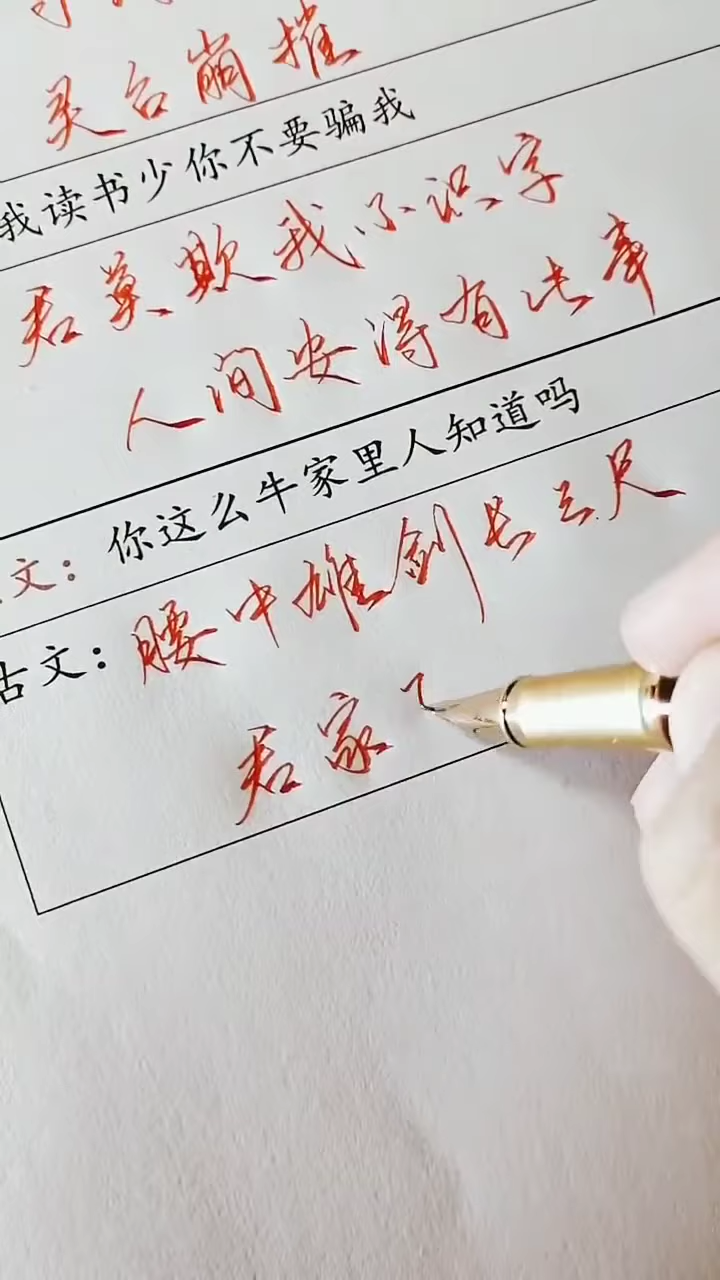 灵台崩摧
我读书少你不要骗我
君莫欺我不识字
人间安得有此事
文：你这么牛家里人知道吗
古文：腰中雄剑长三尺
君家